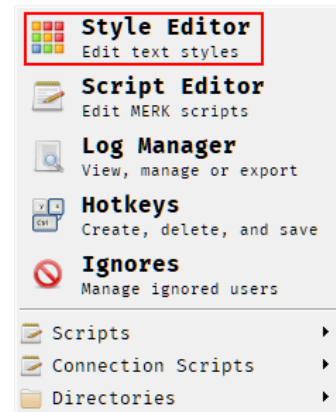 Style Editor
Edit text styles
Script Editor
Edit MERK scripts
Log Manager
View, manage or export
Hotkeys
Create, delete, and save
Ignores
Manage ignored users
Scripts
Connection Scripts
Directories